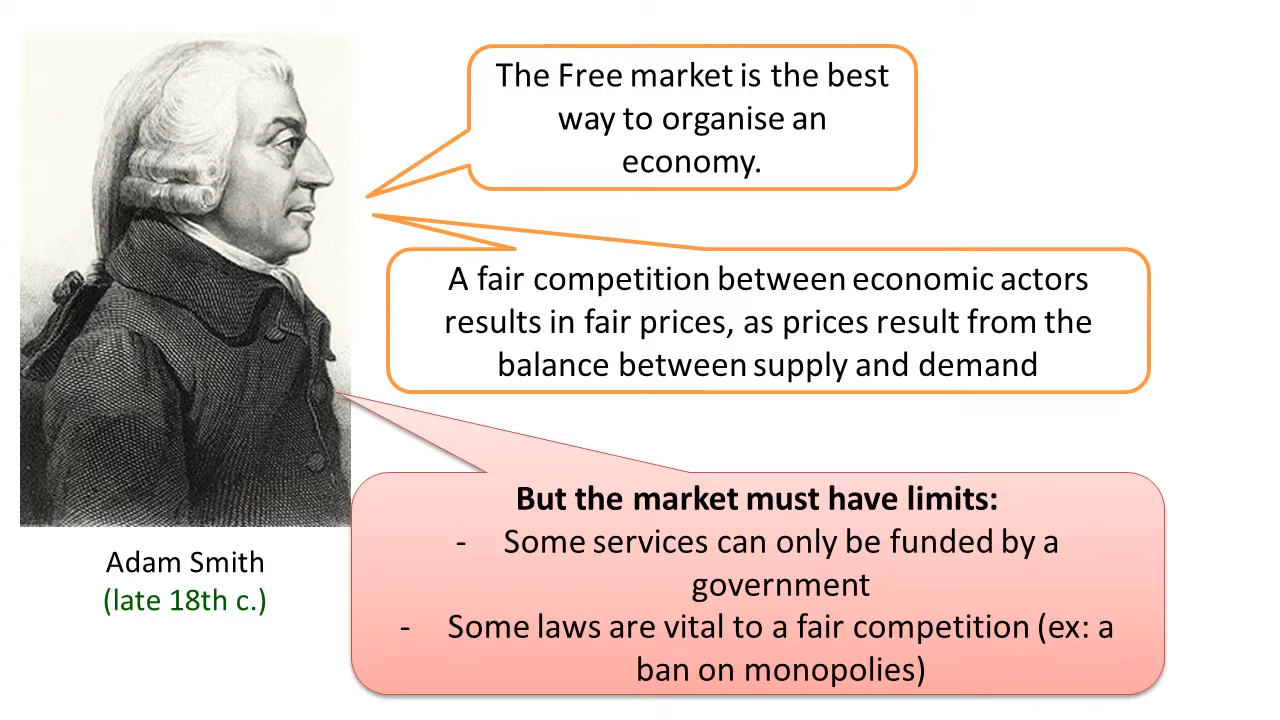 The Free market is the best
way to organise an
economy.
A fair competition between economic actors
results in fair prices, as prices result from the
balance between supply and demand
But the market must have limits:
- Some services can only be funded by a
government
- Some laws are vital to a fair competition (ex: a
ban on monopolies)
Adam Smith
(late 18th c.)